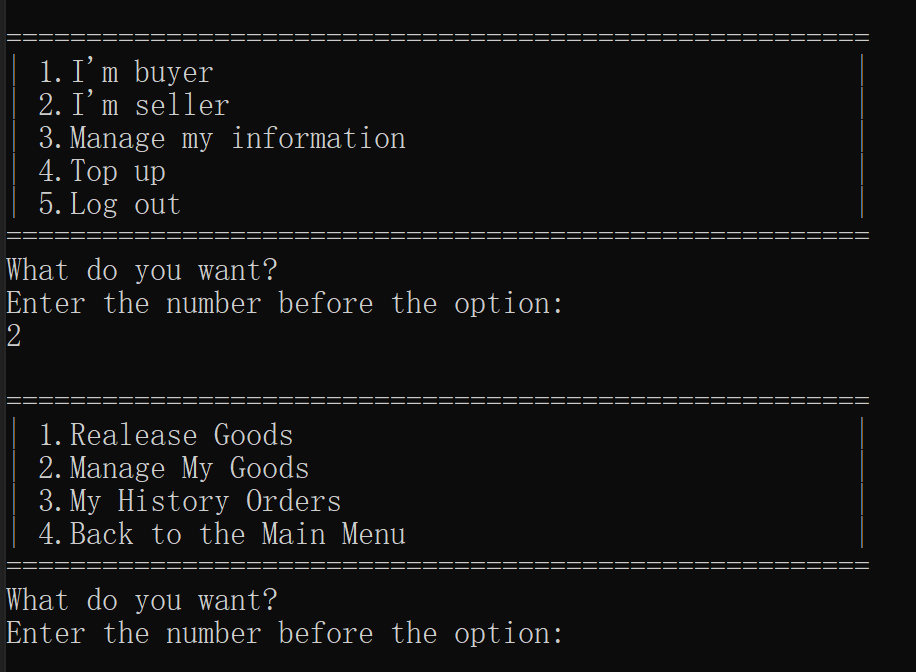 ======================================================
| 1.I'm buyer |
| 2.I'm seller |
| 3.Manage my information |
| 4.Top up |
| 5.Log out |
======================================================
What do you want?
Enter the number before the option:
2
======================================================
| 1.Realease Goods |
| 2.Manage My Goods |
| 3.My History Orders |
| 4.Back to the Main Menu |
======================================================
What do you want?
Enter the number before the option: